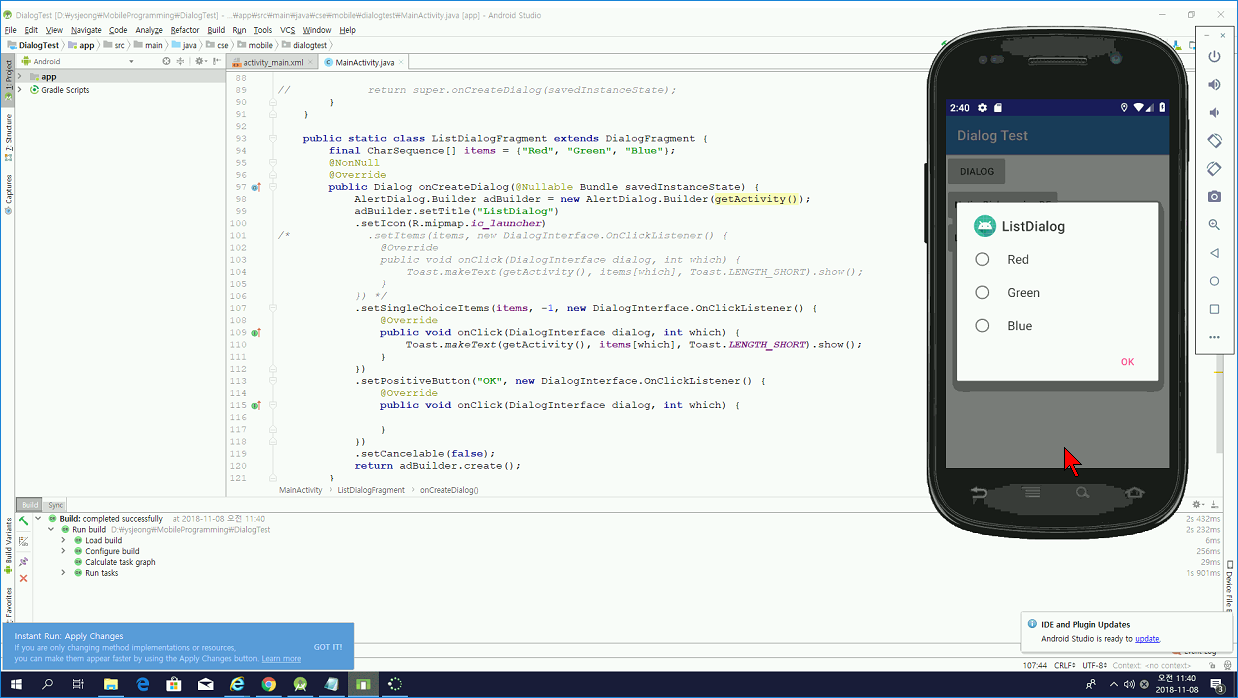 DialogTest [D:₩ysjeong₩MobileProgramming₩DialogTest] - ...₩app₩src₩main₩java₩cse₩mobile₩dialogtest₩MainActivity.java [app] - Android Studio
File Edit View Navigate Code Analyze Refactor Build Run Tools VCS Window Help
DialogTest app src main java cse mobile dialogtest
Android
activity_main.xml
MainActivity.java
1: Project
Z: Structure
Captures
Build Variants
Favorites
app
Gradle Scripts
88
89 // return super.onCreateDialog(savedInstanceState);
90 }
91 }
92
93 public static class ListDialogFragment extends DialogFragment {
94 final CharSequence[] items = {"Red", "Green", "Blue"};
95 @NonNull
96 @Override
97 public Dialog onCreateDialog(@Nullable Bundle savedInstanceState) {
98 AlertDialog.Builder adBuilder = new AlertDialog.Builder(getActivity());
99 adBuilder.setTitle("ListDialog")
100 .setIcon(R.mipmap.ic_launcher)
101 /* .setItems(items, new DialogInterface.OnClickListener() {
102 @Override
103 public void onClick(DialogInterface dialog, int which) {
104 Toast.makeText(getActivity(), items[which], Toast.LENGTH_SHORT).show();
105 }
106 }) */
107 .setSingleChoiceItems(items, -1, new DialogInterface.OnClickListener() {
108 @Override
109 public void onClick(DialogInterface dialog, int which) {
110 Toast.makeText(getActivity(), items[which], Toast.LENGTH_SHORT).show();
111 }
112 })
113 .setPositiveButton("OK", new DialogInterface.OnClickListener() {
114 @Override
115 public void onClick(DialogInterface dialog, int which) {
116
117 }
118 })
119 .setCancelable(false);
120 return adBuilder.create();
121 }
MainActivity › ListDialogFragment › onCreateDialog()
2:40
Dialog Test
DIALOG
ListDialog
Red
Green
Blue
OK
Build Sync
Build: completed successfully at 2018-11-08 오전 11:40 2s 432ms
Run build D:₩ysjeong₩MobileProgramming₩DialogTest 2s 232ms
Load build 6ms
Configure build 256ms
Calculate task graph 29ms
Run tasks 1s 901ms
Device File E
Instant Run: Apply Changes
If you are only changing method implementations or resources,
you can make them appear faster by using the Apply Changes button. Learn more
GOT IT!
IDE and Plugin Updates
Android Studio is ready to update.
Event Log
107:44 CRLF÷ UTF-8÷ Context: <no context>
오전 11:40
2018-11-08
3